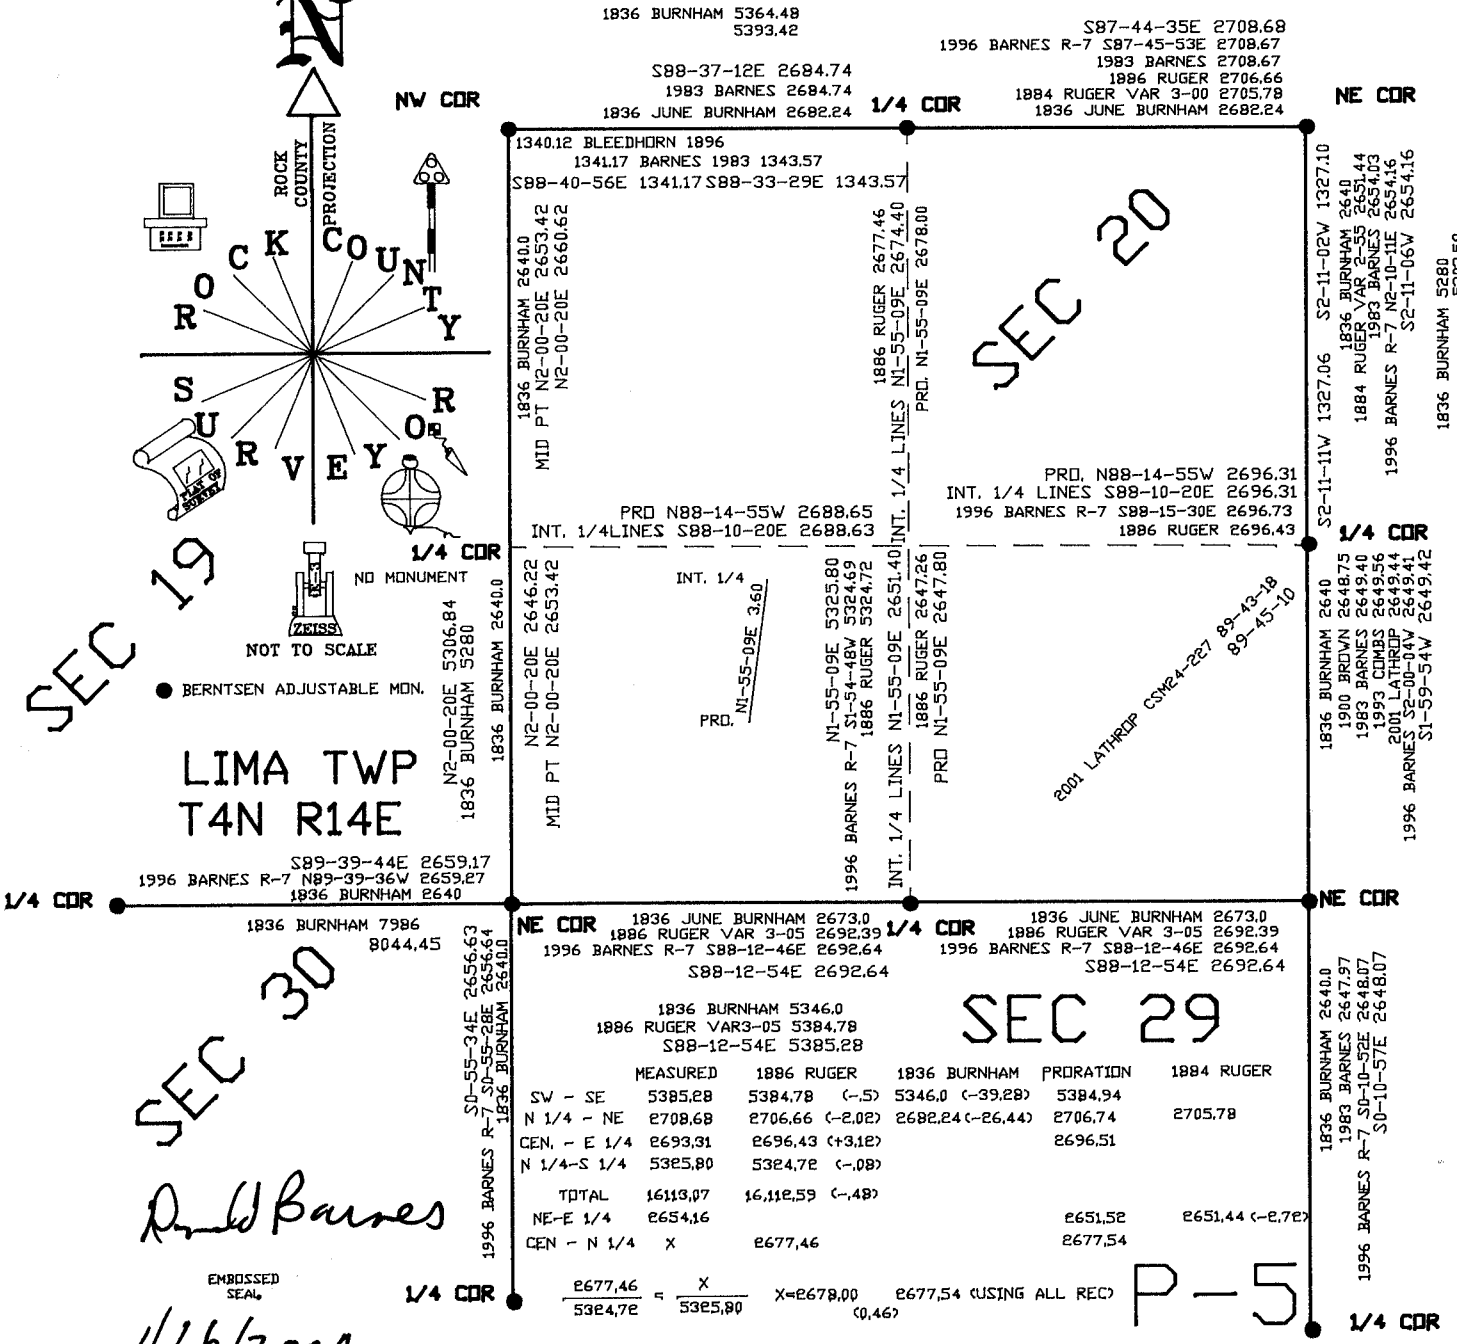 N
1836 BURNHAM 5364.48
5393.42
S88-37-12E 2684.74
1983 BARNES 2684.74
1836 JUNE BURNHAM 2682.24
S87-44-35E 2708.68
1996 BARNES R-7 S87-45-53E 2708.67
1983 BARNES 2708.67
1886 RUGER 2706.66
1884 RUGER VAR 3-00 2705.78
1836 JUNE BURNHAM 2682.24
NW COR
1/4 COR
NE COR
1340.12 BLEEDHORN 1896
1341.17 BARNES 1983 1343.57
S88-40-56E 1341.17 S88-33-29E 1343.57
ROCK COUNTY PROJECTION
ROCK COUNTY
SURVEYOR
PLAT OF SURVEY
ZEISS
NOT TO SCALE
BERNTSEN ADJUSTABLE MON.
1836 BURNHAM 2640.0
MID PT N2-00-20E 2653.42
N2-00-20E 2660.62
1886 RUGER 2677.46
INT. 1/4 LINES N1-55-09E 2674.40
PRO. N1-55-09E 2678.00
SEC 20
S2-11-11W 1327.06 S2-11-02W 1327.10
1836 BURNHAM 2640
1884 RUGER VAR 2-55 2651.44
1983 BARNES 2654.03
1996 BARNES R-7 N2-10-11E 2654.16
S2-11-06W 2654.16
1836 BURNHAM 5280
PRO. N88-14-55W 2696.31
INT. 1/4 LINES S88-10-20E 2696.31
1996 BARNES R-7 S88-15-30E 2696.73
1886 RUGER 2696.43
PRO N88-14-55W 2688.65
INT. 1/4LINES S88-10-20E 2688.63
1/4 COR
NO MONUMENT
1/4 COR
SEC 19
N2-00-20E 5306.84
1836 BURNHAM 5280
1836 BURNHAM 2640.0
N2-00-20E 2646.22
MID PT N2-00-20E 2653.42
INT. 1/4
N1-55-09E 3.60
PRO.
N1-55-09E 5325.80
1996 BARNES R-7 S1-54-48W 5324.69
1886 RUGER 5324.72
INT. 1/4 LINES N1-55-09E 2651.40
1886 RUGER 2647.26
PRO N1-55-09E 2647.80
2001 LATHROP CSM24-227 89-43-18
89-45-10
1836 BURNHAM 2640
1900 BROWN 2648.75
1983 BARNES 2649.40
1993 COMBS 2649.56
2001 LATHROP 2649.44
1996 BARNES S2-00-04W 2649.41
S1-59-54W 2649.42
LIMA TWP
T4N R14E
S89-39-44E 2659.17
1996 BARNES R-7 N89-39-36W 2659.27
1836 BURNHAM 2640
1/4 COR
1836 BURNHAM 7986
8044.45
NE COR
1836 JUNE BURNHAM 2673.0
1886 RUGER VAR 3-05 2692.39
1996 BARNES R-7 S88-12-46E 2692.64
S88-12-54E 2692.64
1/4 COR
1836 JUNE BURNHAM 2673.0
1886 RUGER VAR 3-05 2692.39
1996 BARNES R-7 S88-12-46E 2692.64
S88-12-54E 2692.64
NE COR
SEC 30
S0-55-34E 2656.63
1996 BARNES R-7 S0-55-28E 2656.64
1836 BURNHAM 2640.0
1836 BURNHAM 5346.0
1886 RUGER VAR3-05 5384.78
S88-12-54E 5385.28
SEC 29
1836 BURNHAM 2640.0
1983 BARNES 2647.97
1996 BARNES R-7 S0-10-52E 2648.07
S0-10-57E 2648.07
MEASURED 1886 RUGER 1836 BURNHAM PRORATION 1884 RUGER
SW - SE 5385.28 5384.78 (-.5) 5346.0 (-39.28) 5384.94
N 1/4 - NE 2708.68 2706.66 (-2.02) 2682.24(-26.44) 2706.74 2705.78
CEN. - E 1/4 2693.31 2696.43 (+3.12) 2696.51
N 1/4-S 1/4 5325.80 5324.72 (-.08)
TOTAL 16113.07 16,112.59 (-.48)
NE-E 1/4 2654.16 2651.52 2651.44 (-2.72)
CEN - N 1/4 X 2677.46 2677.54
2677.46 / 5324.72 = X / 5325.80 X=2678.00 2677.54 (USING ALL REC)
(0.46)
P-5
Donald Barnes
EMBOSSED
SEAL
1/4 COR
1/4 COR